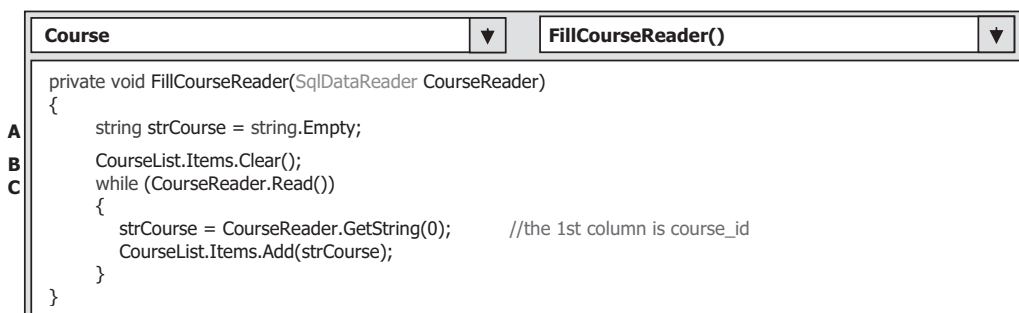 Course FillCourseReader()
private void FillCourseReader(SqlDataReader CourseReader)
{
A string strCourse = string.Empty;
B CourseList.Items.Clear();
C while (CourseReader.Read())
{
strCourse = CourseReader.GetString(0); //the 1st column is course_id
CourseList.Items.Add(strCourse);
}
}